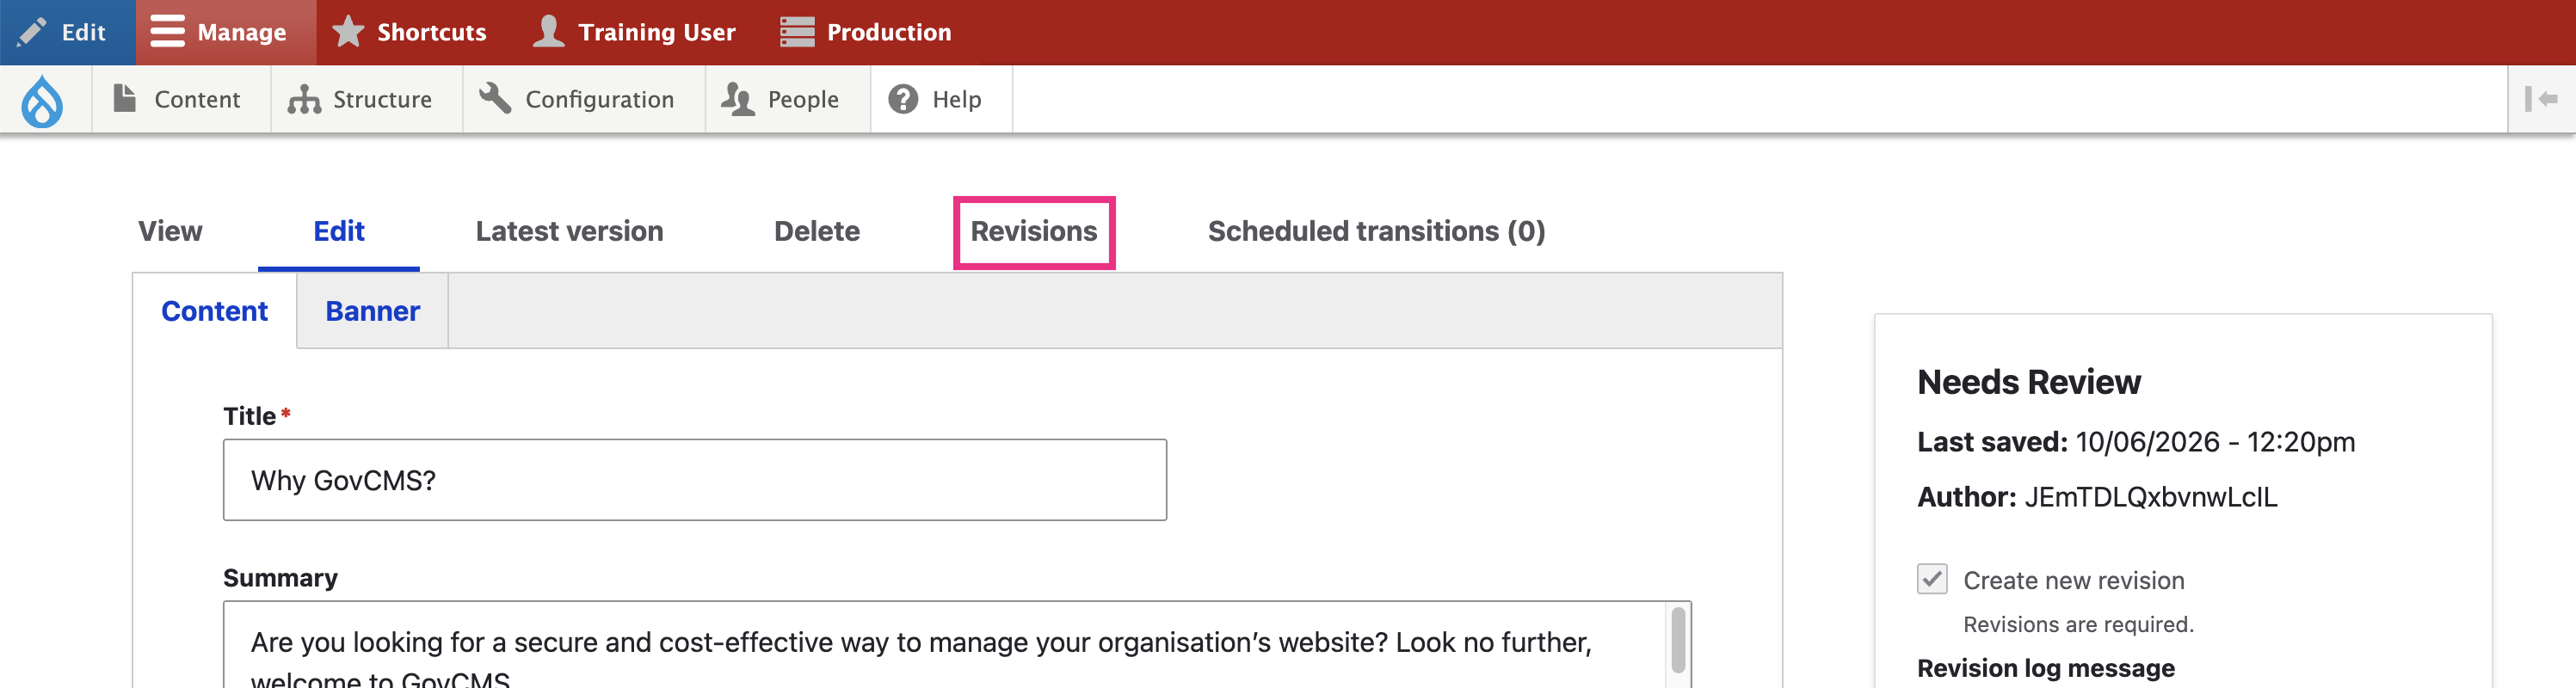 Edit Manage Shortcuts Training User Production
Content Structure Configuration People Help
View Edit Latest version Delete Revisions Scheduled transitions (0)
Content Banner
Title*
Why GovCMS?
Summary
Are you looking for a secure and cost-effective way to manage your organisation’s website? Look no further,
welcome to GovCMS
Needs Review
Last saved: 10/06/2026 - 12:20pm
Author: JEmTDLQxbvnwLcIL
Create new revision
Revisions are required.
Revision log message